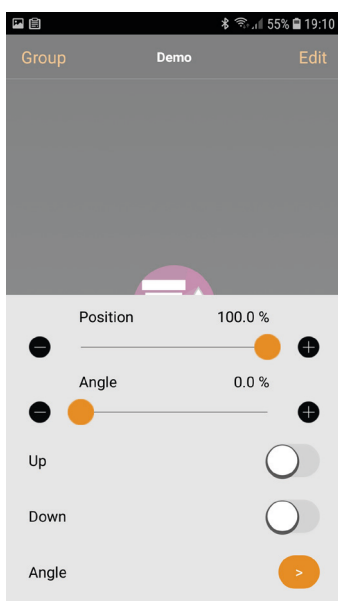 55% 19:10
Group Demo Edit
Position 100.0 %
Angle 0.0 %
Up
Down
Angle >